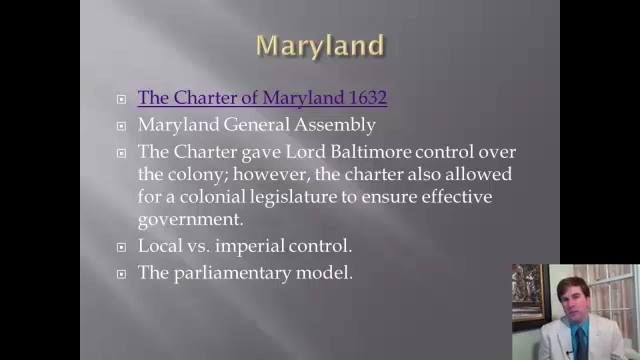 Maryland
The Charter of Maryland 1632
Maryland General Assembly
The Charter gave Lord Baltimore control over
the colony; however, the charter also allowed
for a colonial legislature to ensure effective
government.
Local vs. imperial control.
The parliamentary model.